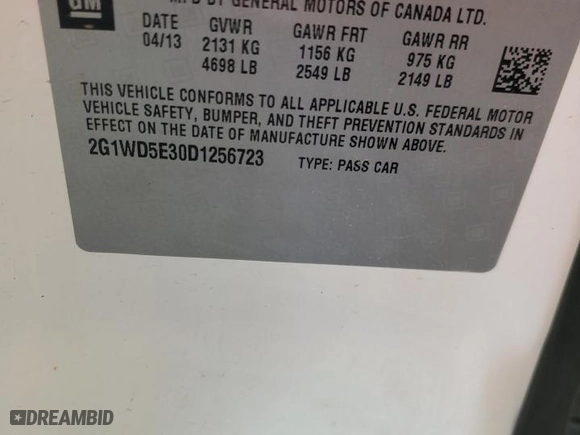 GM
MFD BY GENERAL MOTORS OF CANADA LTD.
DATE GVWR GAWR FRT GAWR RR
04/13 2131 KG 1156 KG 975 KG
4698 LB 2549 LB 2149 LB
THIS VEHICLE CONFORMS TO ALL APPLICABLE U.S. FEDERAL MOTOR
VEHICLE SAFETY, BUMPER, AND THEFT PREVENTION STANDARDS IN
EFFECT ON THE DATE OF MANUFACTURE SHOWN ABOVE.
2G1WD5E30D1256723 TYPE: PASS CAR
DREAMBID